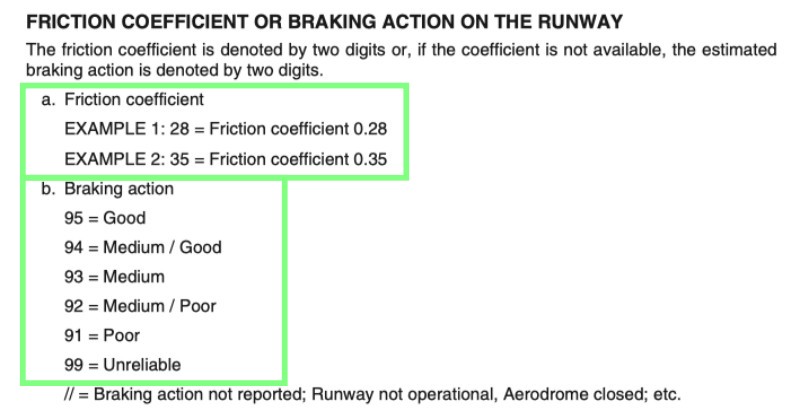 FRICTION COEFFICIENT OR BRAKING ACTION ON THE RUNWAY
The friction coefficient is denoted by two digits or, if the coefficient is not available, the estimated
braking action is denoted by two digits.
a. Friction coefficient
EXAMPLE 1: 28 = Friction coefficient 0.28
EXAMPLE 2: 35 = Friction coefficient 0.35
b. Braking action
95 = Good
94 = Medium / Good
93 = Medium
92 = Medium / Poor
91 = Poor
99 = Unreliable
// = Braking action not reported; Runway not operational, Aerodrome closed; etc.